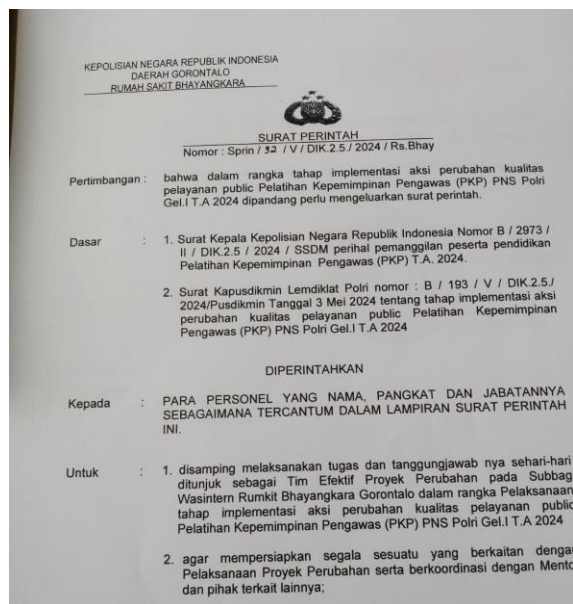 KEPOLISIAN NEGARA REPUBLIK INDONESIA
DAERAH GORONTALO
RUMAH SAKIT BHAYANGKARA
SURAT PERINTAH
Nomor : Sprin / 32 / V / DIK.2.5./ 2024 / Rs.Bhay
Pertimbangan : bahwa dalam rangka tahap implementasi aksi perubahan kualitas
pelayanan public Pelatihan Kepemimpinan Pengawas (PKP) PNS Polri
Gel.I T.A 2024 dipandang perlu mengeluarkan surat perintah.
Dasar : 1. Surat Kepala Kepolisian Negara Republik Indonesia Nomor B / 2973 /
II / DIK.2.5 / 2024 / SSDM perihal pemanggilan peserta pendidikan
Pelatihan Kepemimpinan Pengawas (PKP) T.A. 2024.
2. Surat Kapusdikmin Lemdiklat Polri nomor : B / 193 / V / DIK.2.5./
2024/Pusdikmin Tanggal 3 Mei 2024 tentang tahap implementasi aksi
perubahan kualitas pelayanan public Pelatihan Kepemimpinan
Pengawas (PKP) PNS Polri Gel.I T.A 2024
DIPERINTAHKAN
Kepada : PARA PERSONEL YANG NAMA, PANGKAT DAN JABATANNYA
SEBAGAIMANA TERCANTUM DALAM LAMPIRAN SURAT PERINTAH
INI.
Untuk : 1. disamping melaksanakan tugas dan tanggungjawab nya sehari-hari
ditunjuk sebagai Tim Efektif Proyek Perubahan pada Subbag
Wasintern Rumkit Bhayangkara Gorontalo dalam rangka Pelaksanaan
tahap implementasi aksi perubahan kualitas pelayanan public
Pelatihan Kepemimpinan Pengawas (PKP) PNS Polri Gel.I T.A 2024
2. agar mempersiapkan segala sesuatu yang berkaitan dengan
Pelaksanaan Proyek Perubahan serta berkoordinasi dengan Mento
dan pihak terkait lainnya;